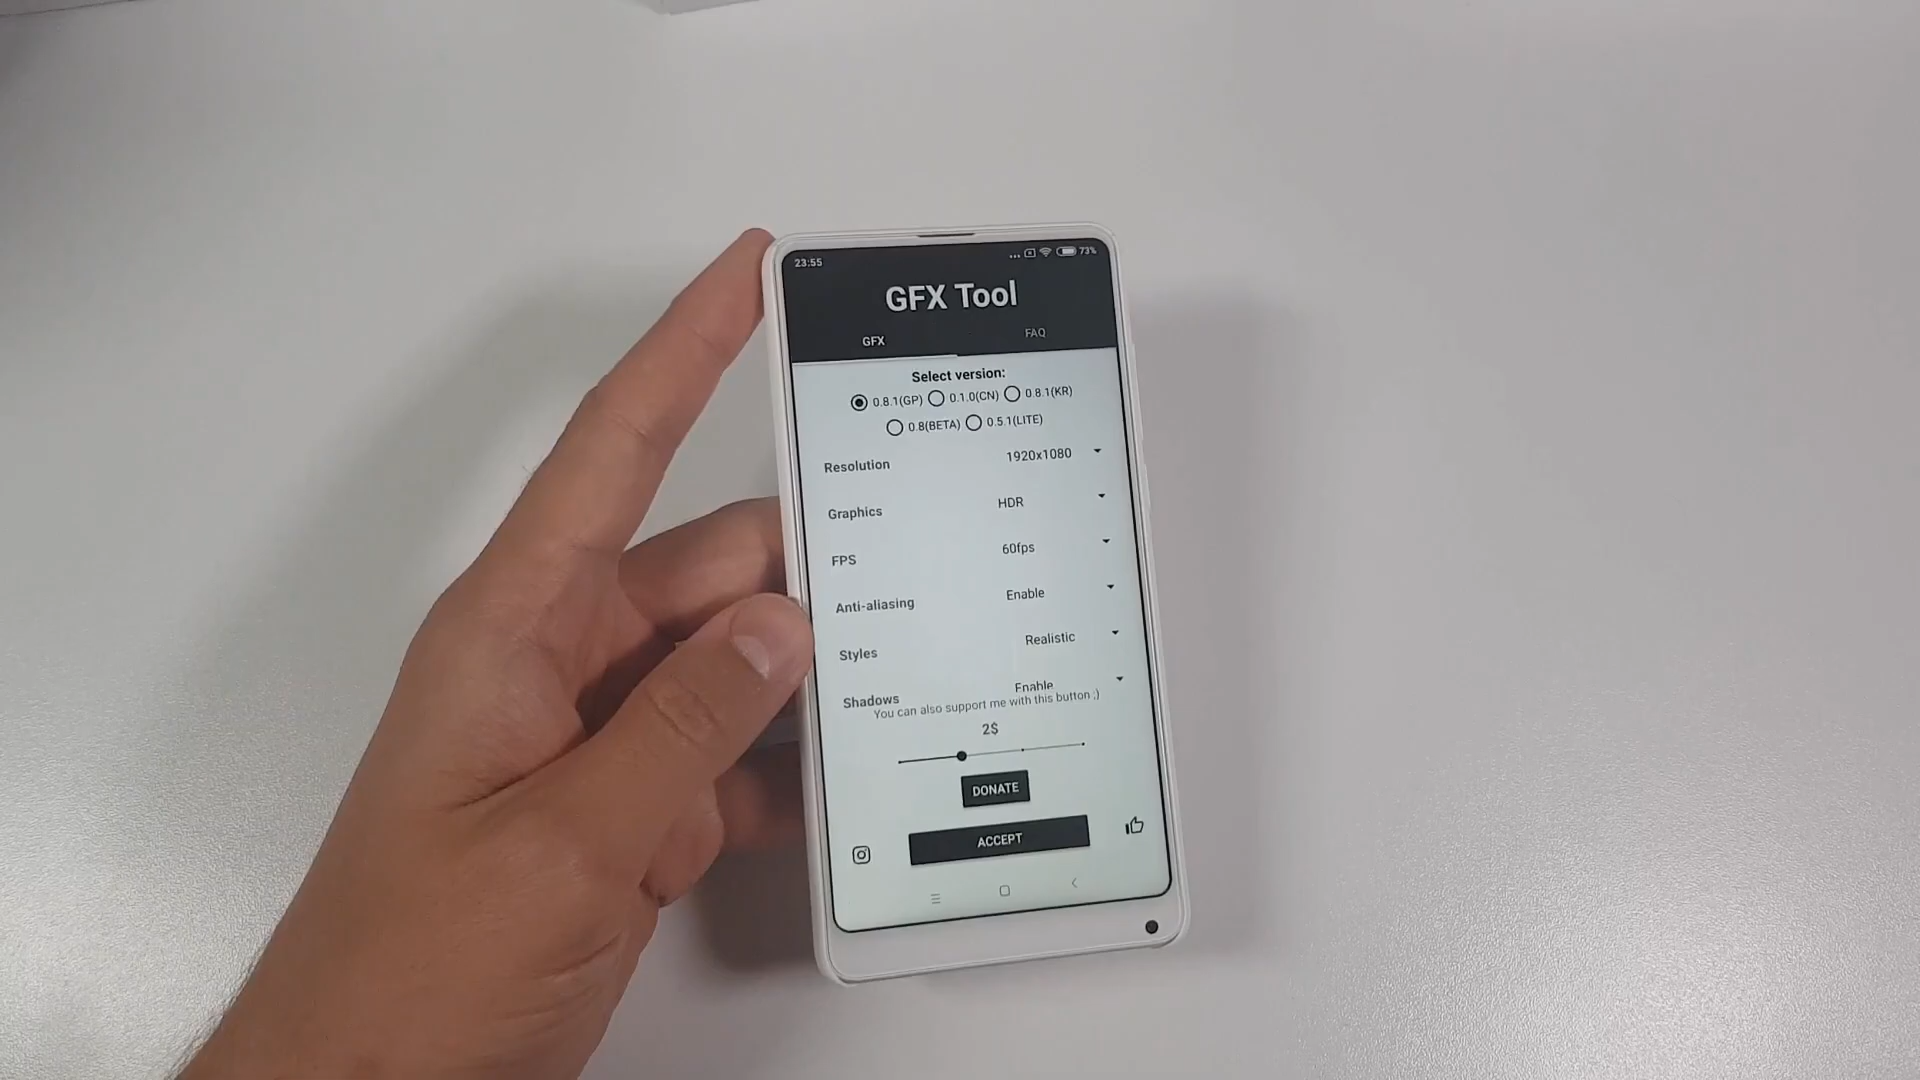 23:55 ... 73%
GFX Tool
GFX FAQ
Select version:
0.8.1(GP) 0.1.0(CN) 0.8.1(KR)
0.8(BETA) 0.5.1(LITE)
Resolution 1920x1080
Graphics HDR
FPS 60fps
Anti-aliasing Enable
Styles Realistic
Shadows Enable
You can also support me with this button ;)
2$
DONATE
ACCEPT